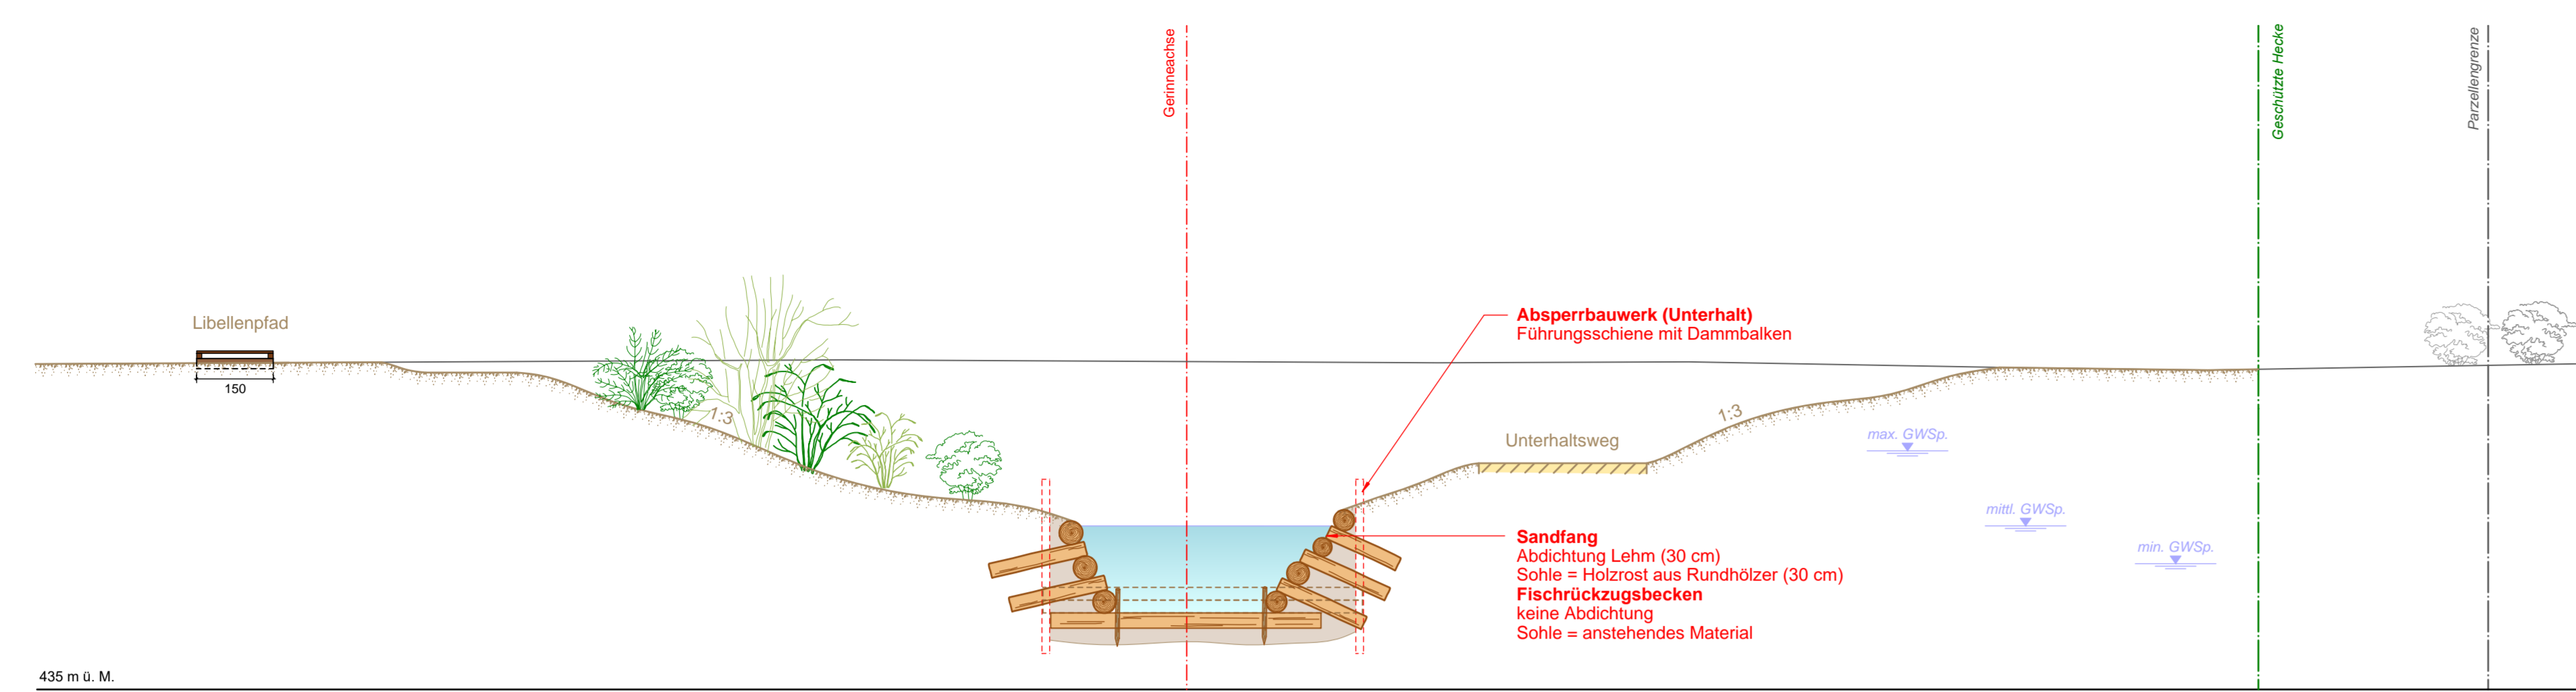 Gerinneachse
Geschützte Hecke
Parzellengrenze
Libellenpfad
150
1:3
Absperrbauwerk (Unterhalt)
Führungsschiene mit Dammbalken
Unterhaltsweg
1:3
max. GWSp.
mittl. GWSp.
min. GWSp.
Sandfang
Abdichtung Lehm (30 cm)
Sohle = Holzrost aus Rundhölzer (30 cm)
Fischrückzugsbecken
keine Abdichtung
Sohle = anstehendes Material
435 m ü. M.